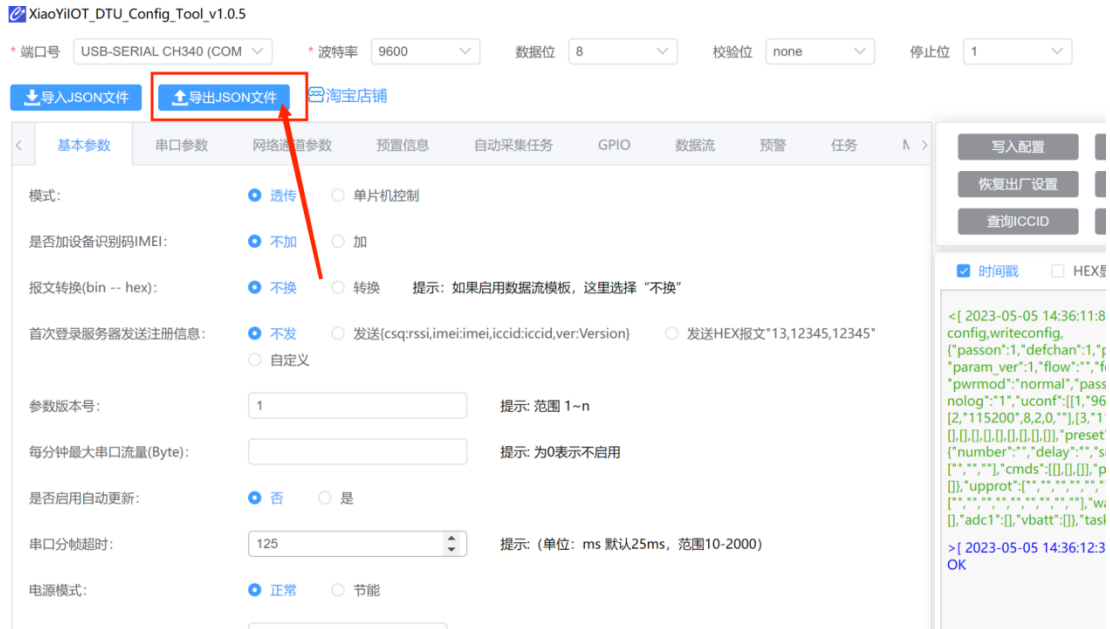 XiaoYiIOT_DTU_Config_Tool_v1.0.5
* 端口号 USB-SERIAL CH340 (COM * 波特率 9600 数据位 8 校验位 none 停止位 1
导入JSON文件 导出JSON文件 淘宝店铺
基本参数 串口参数 网络通道参数 预置信息 自动采集任务 GPIO 数据流 预警 任务
写入配置
恢复出厂设置
查询ICCID
模式: 透传 单片机控制
是否加设备识别码IMEI: 不加 加
报文转换(bin -- hex): 不换 转换 提示：如果启用数据流模板，这里选择“不换”
首次登录服务器发送注册信息: 不发 发送{csq:rssi,imei:imei,iccid:iccid,ver:Version} 发送HEX报文"13,12345,12345"
自定义
参数版本号: 1 提示: 范围 1~n
每分钟最大串口流量(Byte): 提示: 为0表示不启用
是否启用自动更新: 否 是
串口分帧超时: 125 提示:（单位：ms 默认25ms，范围10-2000）
电源模式: 正常 节能
时间戳 HEX
<[ 2023-05-05 14:36:11:8
config,writeconfig,
{"passon":1,"defchan":1,"p
"param_ver":1,"flow":"","fe
"pwrmod":"normal","pass
nolog":"1","uconf":[[1,"96
[2,"115200",8,2,0,""],[3,"1
[],[],[],[],[],[],[],[],[]],"preset"
{"number":"","delay":"","s
["","",""],"cmds":[[],[],[]],"p
[]},"upprot":["","","","","",""
["","","","","","","","",""],"wa
[],"adc1":[],"vbatt":[]},"task
>[ 2023-05-05 14:36:12:3
OK